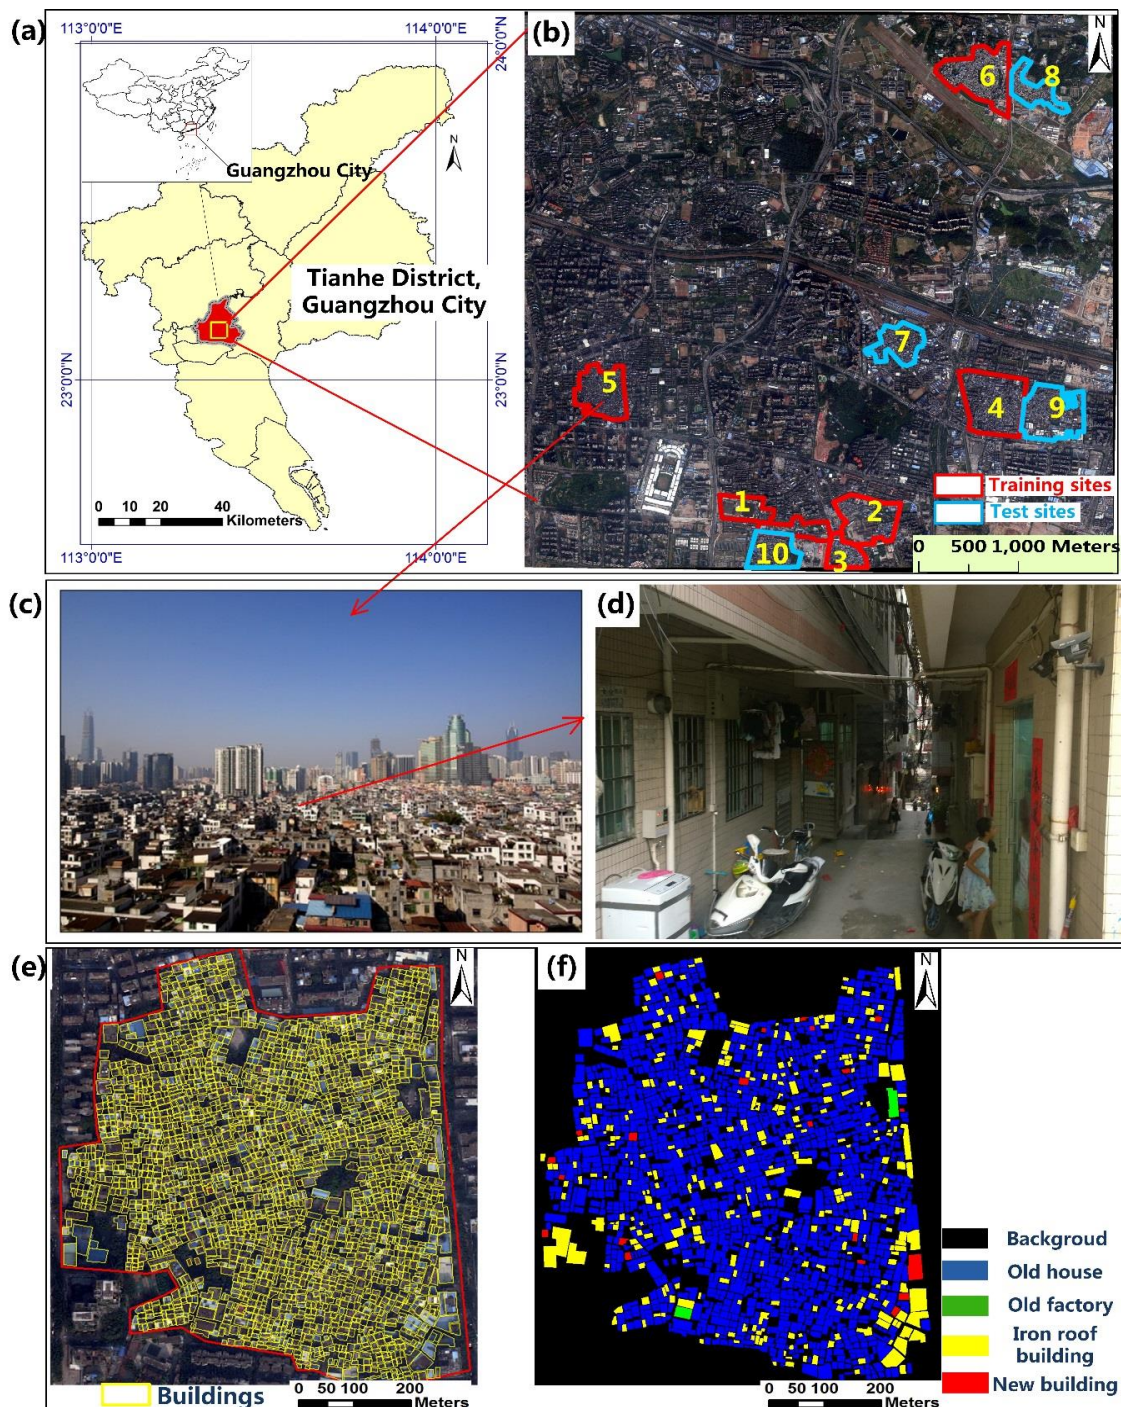 (a)
113°0'0"E
114°0'0"E
24°0'0"N
N
Guangzhou City
Tianhe District,
Guangzhou City
23°0'0"N
23°0'0"N
0 10 20 40
Kilometers
113°0'0"E
114°0'0"E
(b)
N
6
8
7
5
4
9
Training sites
Test sites
1
2
10
3
0 500 1,000 Meters
(c)
(d)
(e)
N
Buildings
0 50 100 200
Meters
(f)
N
Backgroud
Old house
Old factory
Iron roof
building
New building
0 50 100 200
Meters